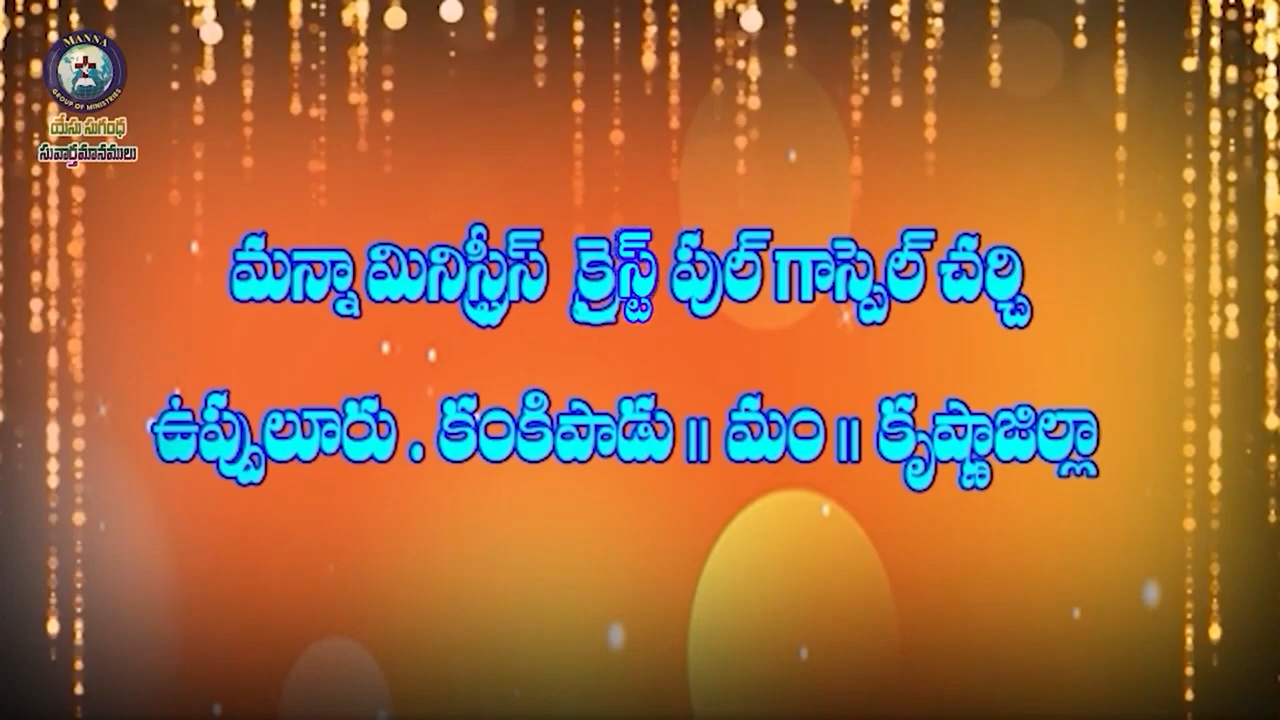 MANNA
GROUP OF MINISTRIES
యేసు సుగంధ
సువార్తమానములు
మన్నా మినిస్ట్రీస్ క్రైస్ట్ ఫుల్ గాస్పెల్ చర్చి
ఉప్పులూరు . కంకిపాడు || మం || కృష్ణాజిల్లా